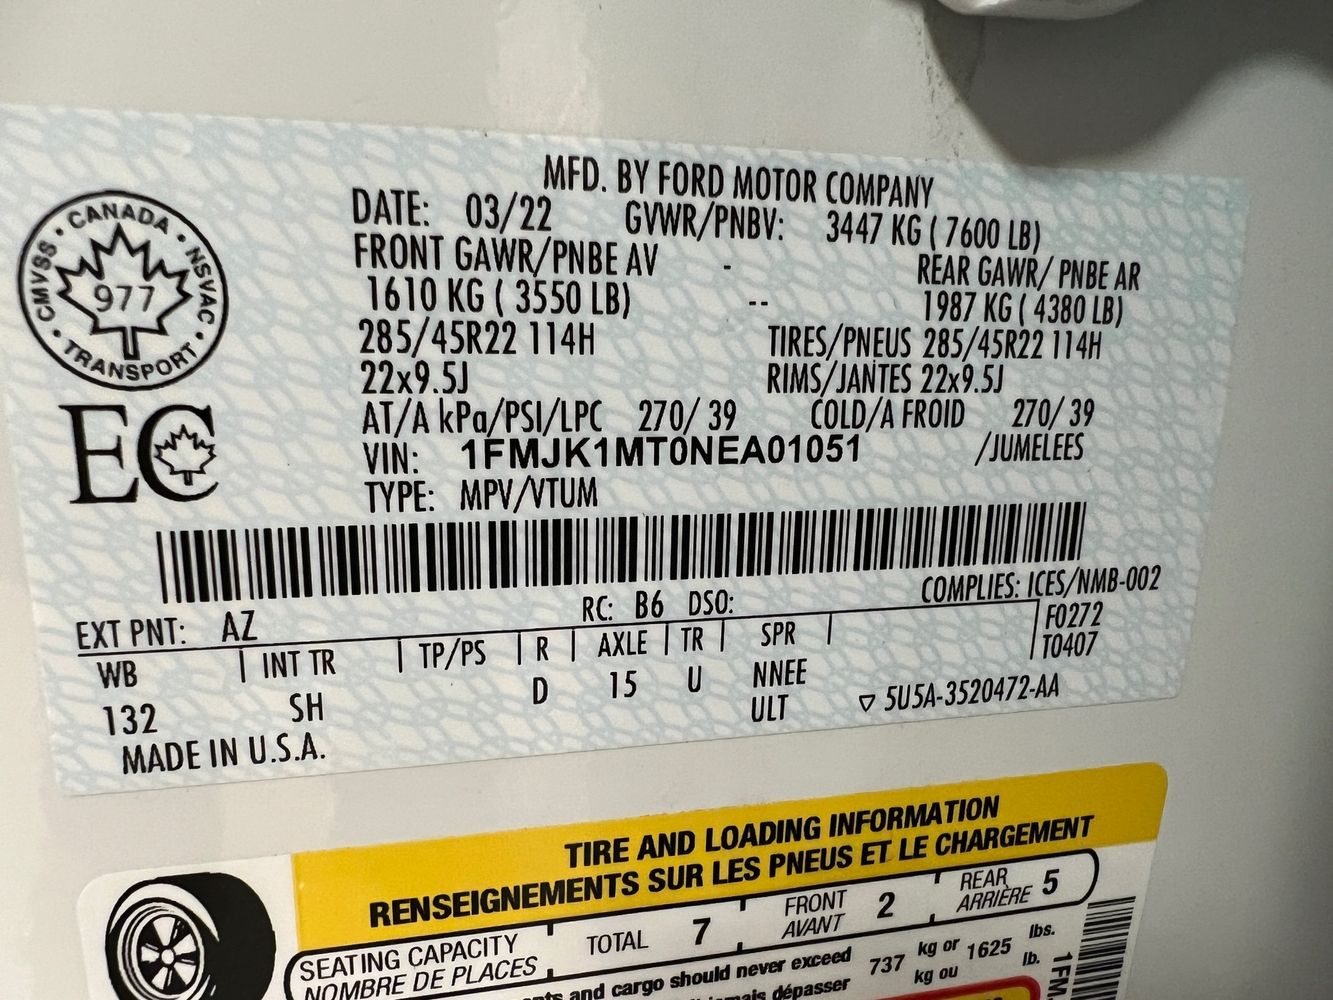 MFD. BY FORD MOTOR COMPANY
DATE: 03/22 GVWR/PNBV: 3447 KG ( 7600 LB)
FRONT GAWR/PNBE AV - REAR GAWR/ PNBE AR
1610 KG ( 3550 LB) -- 1987 KG ( 4380 LB)
285/45R22 114H TIRES/PNEUS 285/45R22 114H
22x9.5J RIMS/JANTES 22x9.5J
AT/A kPa/PSI/LPC 270/ 39 COLD/A FROID 270/ 39
VIN: 1FMJK1MT0NEA01051 /JUMELEES
TYPE: MPV/VTUM
CANADA
NSVAC
TRANSPORT
CMVSS
977
EC
COMPLIES: ICES/NMB-002
EXT PNT: AZ RC: B6 DSO: F0272
WB | INT TR | TP/PS | R | AXLE | TR | SPR | T0407
132 SH D 15 U NNEE
ULT ▽ 5U5A-3520472-AA
MADE IN U.S.A.
TIRE AND LOADING INFORMATION
RENSEIGNEMENTS SUR LES PNEUS ET LE CHARGEMENT
SEATING CAPACITY TOTAL 7 FRONT 2 REAR 5
NOMBRE DE PLACES AVANT ARRIÈRE
and cargo should never exceed 737 kg or 1625 lbs.
dépasser kg ou lb.
1FM